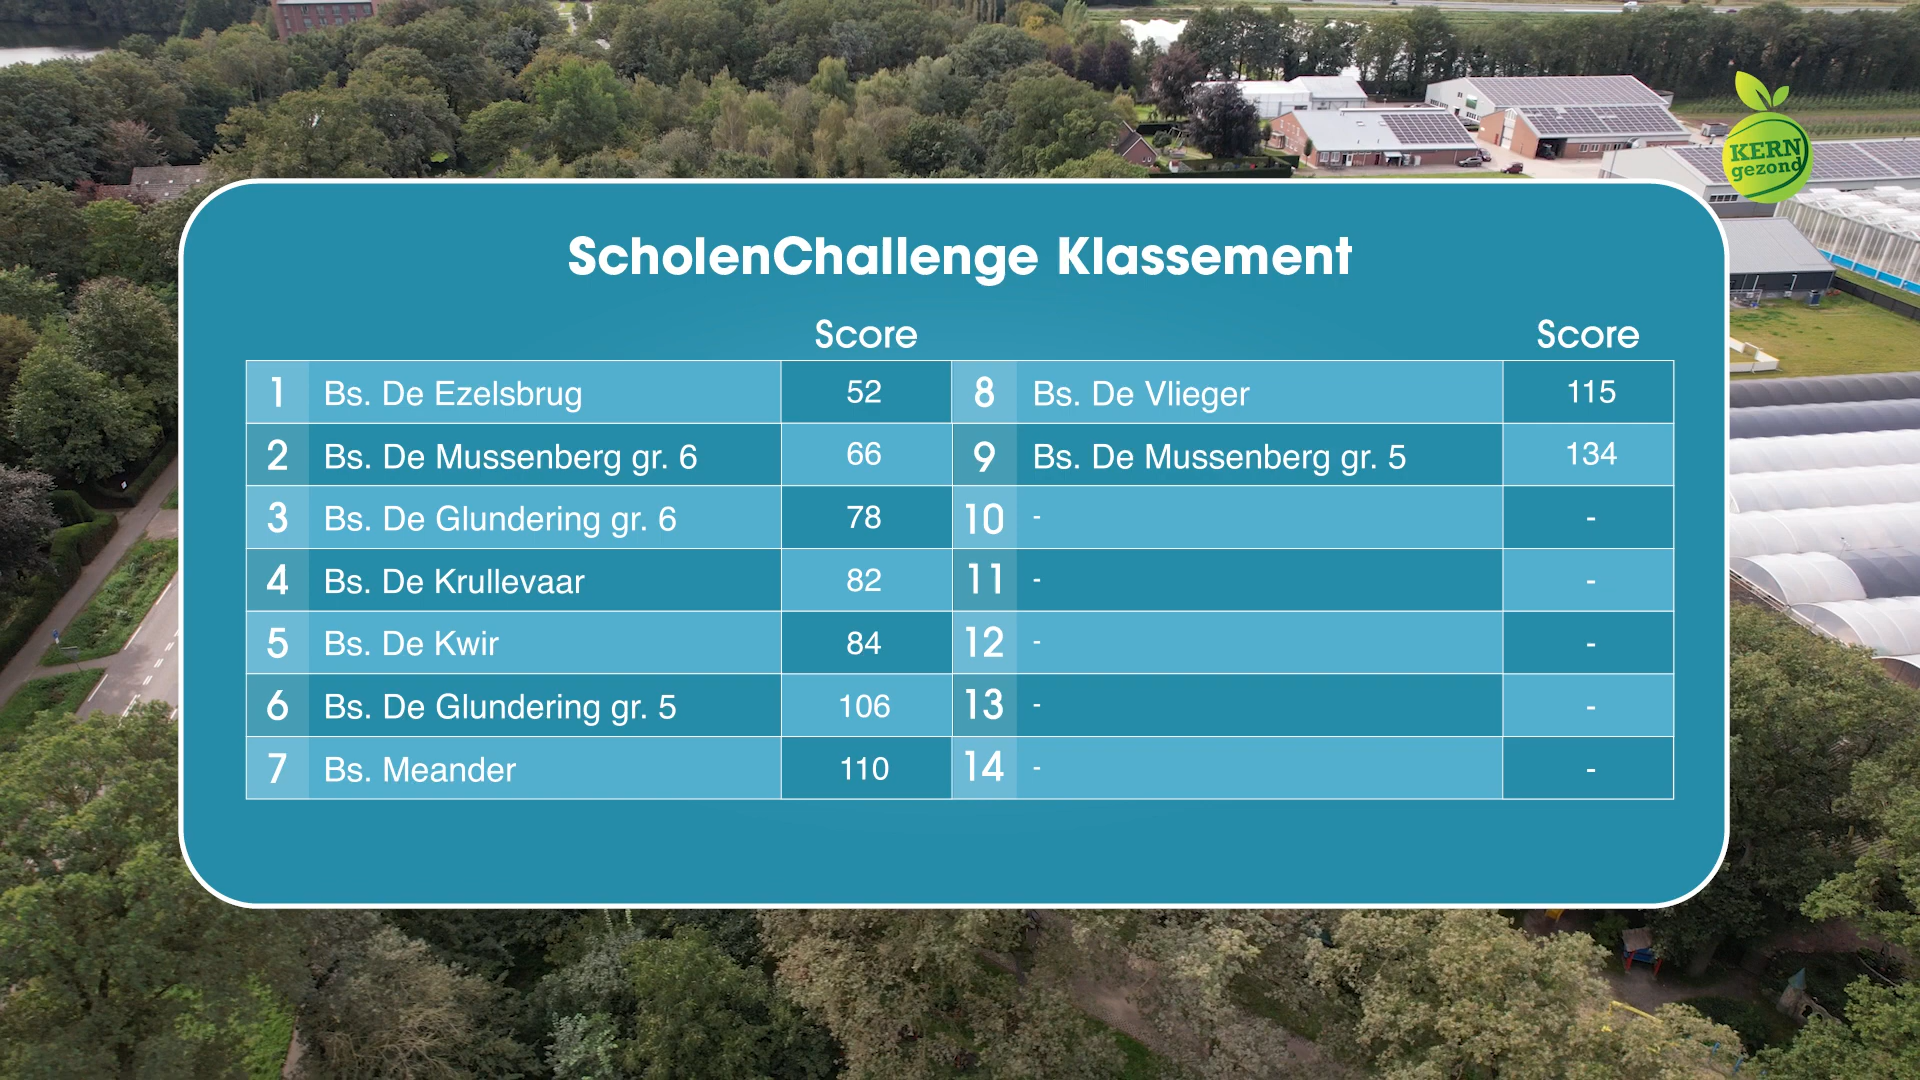 KERN
gezond
ScholenChallenge Klassement
Score Score
1 Bs. De Ezelsbrug 52 8 Bs. De Vlieger 115
2 Bs. De Mussenberg gr. 6 66 9 Bs. De Mussenberg gr. 5 134
3 Bs. De Glundering gr. 6 78 10 - -
4 Bs. De Krullevaar 82 11 - -
5 Bs. De Kwir 84 12 - -
6 Bs. De Glundering gr. 5 106 13 - -
7 Bs. Meander 110 14 - -